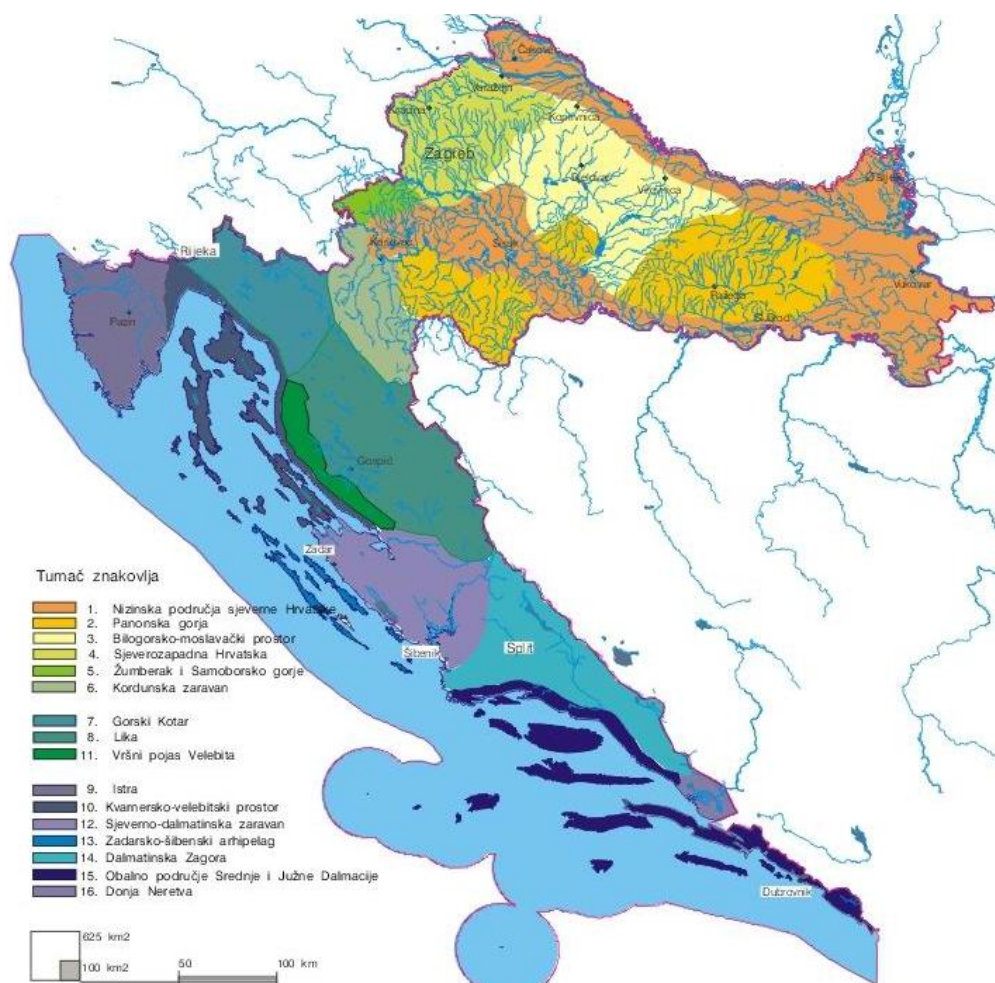 Čakovec
Varaždin
Krapina
Koprivnica
Zagreb
Bjelovar
Virovitica
Osijek
Rijeka
Karlovac
Sisak
Vukovar
Pazin
Požega
Sl.Brod
Gospić
Zadar
Tumač znakovlja
1. Nizinska područja sjeverne Hrvatske
2. Panonska gorja
3. Bilogorsko-moslavački prostor
4. Sjeverozapadna Hrvatska
5. Žumberak i Samoborsko gorje
6. Kordunska zaravan
Šibenik
Split
7. Gorski Kotar
8. Lika
11. Vršni pojas Velebita
9. Istra
10. Kvarnersko-velebitski prostor
12. Sjeverno-dalmatinska zaravan
13. Zadarsko-šibenski arhipelag
14. Dalmatinska Zagora
15. Obalno područje Srednje i Južne Dalmacije
16. Donja Neretva
Dubrovnik
625 km2
100 km2
50
100 km